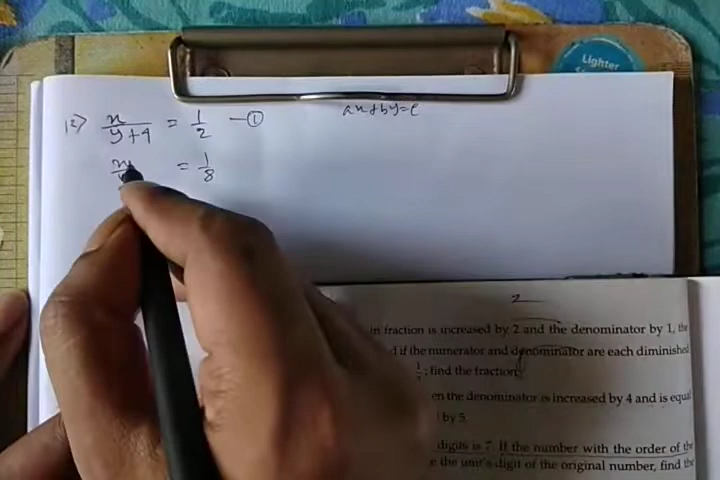 Lighter
ax+by=c
12> x/y+4 = 1/2 —①
x/ = 1/8
2
in fraction is increased by 2 and the denominator by 1, the
if the numerator and denominator are each diminished
; find the fraction.
en the denominator is increased by 4 and is equal
by 5.
digits is 7. If the number with the order of the
e the unit's digit of the original number, find the